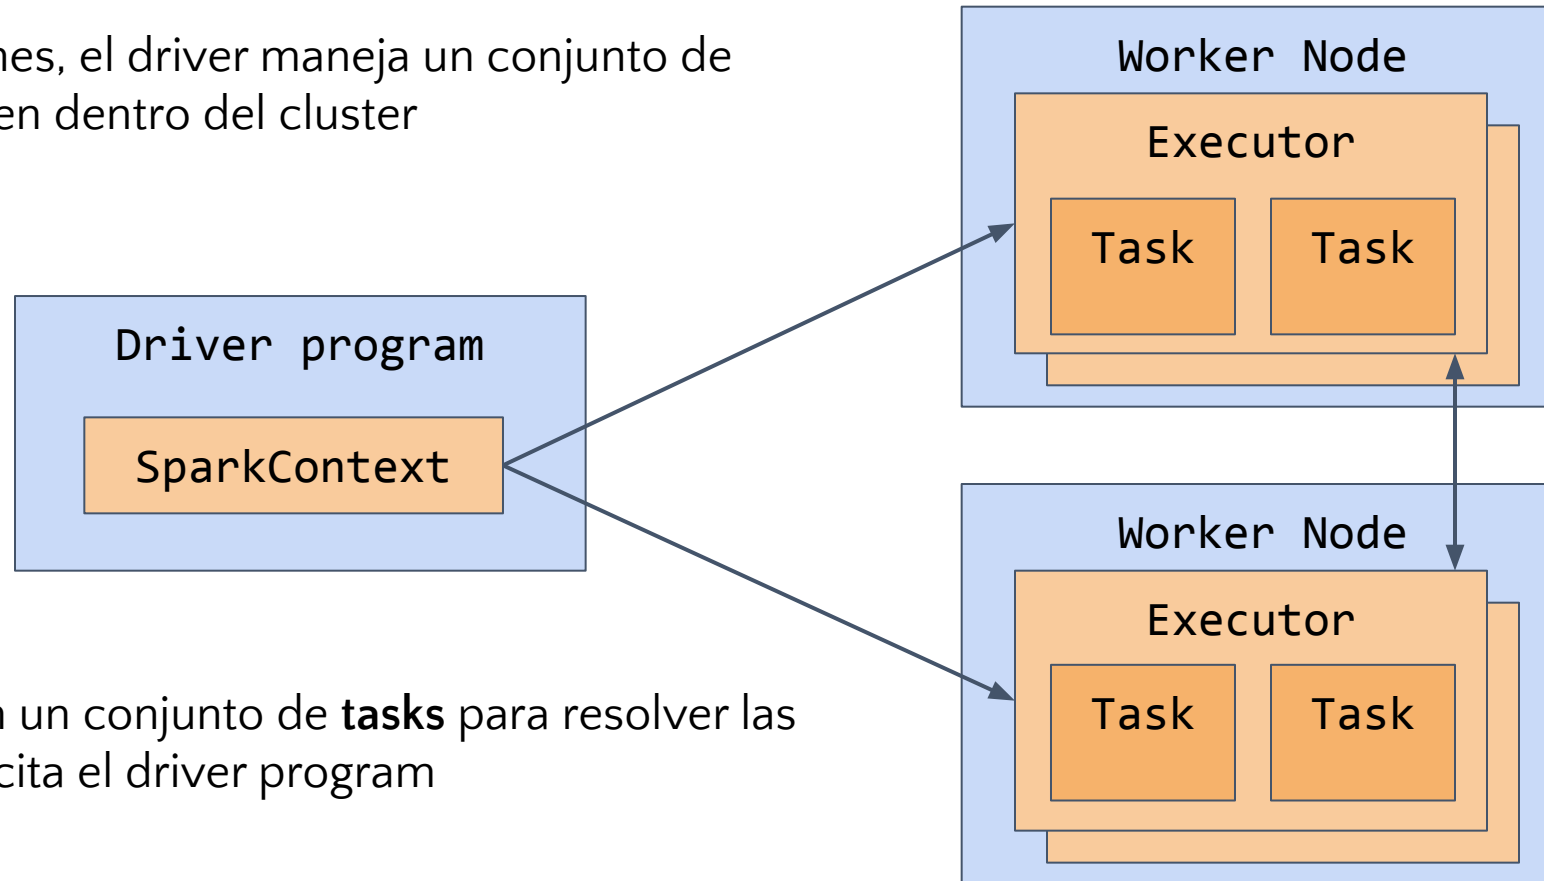 nes, el driver maneja un conjunto de
en dentro del cluster
Driver program
SparkContext
un conjunto de tasks para resolver las
cita el driver program
Worker Node
Executor
Task Task
Worker Node
Executor
Task Task